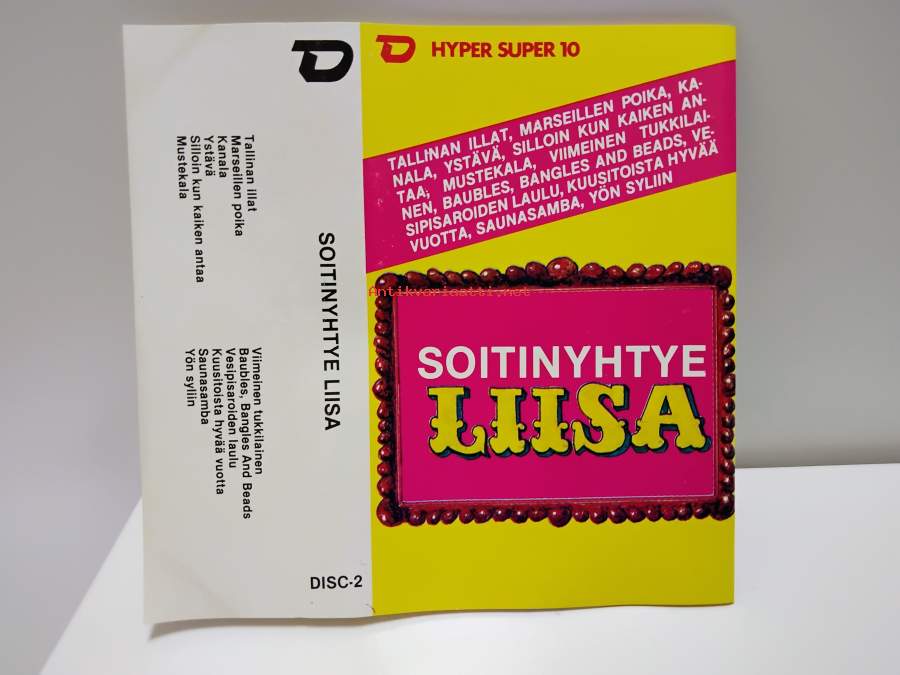 D HYPER SUPER 10
TALLINAN ILLAT, MARSEILLEN POIKA, KA-
NALA, YSTÄVÄ, SILLOIN KUN KAIKEN AN-
TAA, MUSTEKALA, VIIMEINEN TUKKILAI-
NEN, BAUBLES, BANGLES AND BEADS, VE-
SIPISAROIDEN LAULU, KUUSITOISTA HYVÄÄ
VUOTTA, SAUNASAMBA, YÖN SYLIIN
Antikvariaatti.net
SOITINYHTYE
LIISA
D
SOITINYHTYE LIISA
DISC-2
Tallinan illat
Marseillen poika
Kanala
Ystävä
Silloin kun kaiken antaa
Mustekala
Viimeinen tukkilainen
Baubles, Bangles And Beads
Vesipisaroiden laulu
Kuusitoista hyvää vuotta
Saunasamba
Yön syliin